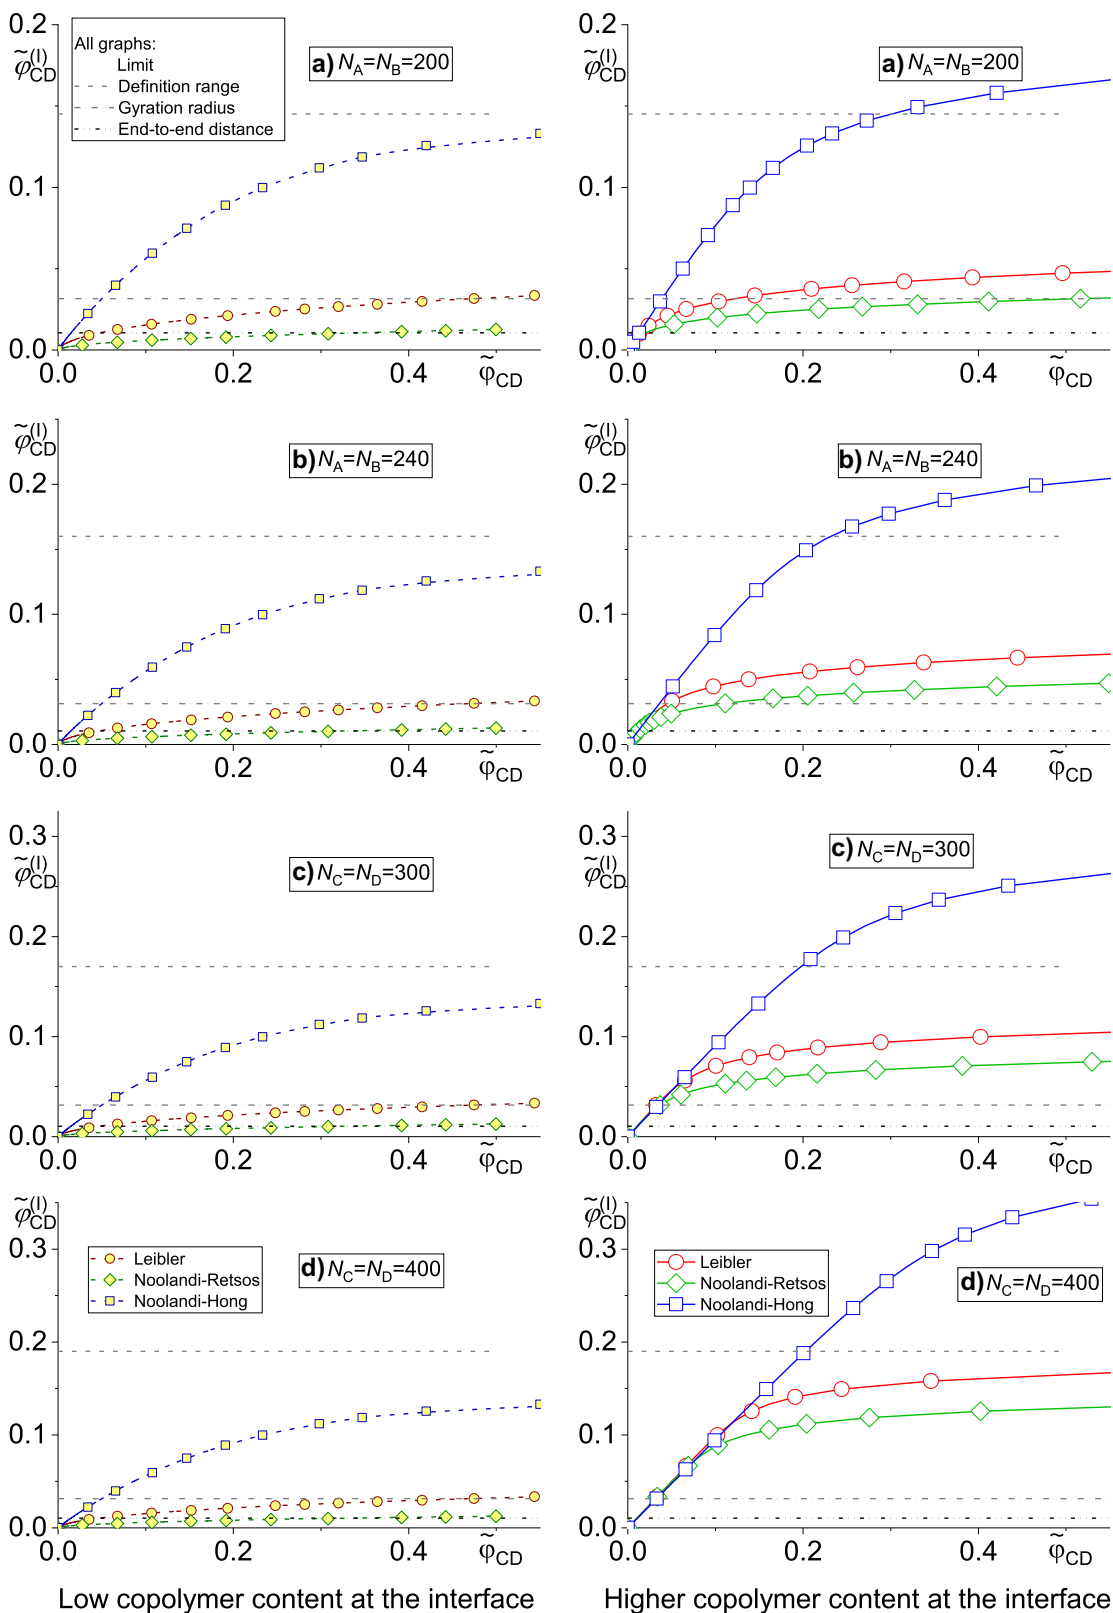 0.2
φ̃CD(I)
All graphs:
Limit
Definition range
Gyration radius
End-to-end distance
a) NA=NB=200
0.1
0.0
0.0
0.2
0.4
φ̃CD
0.2
φ̃CD(I)
a) NA=NB=200
0.1
0.0
0.0
0.2
0.4
φ̃CD
φ̃CD(I)
b) NA=NB=240
0.2
0.1
0.0
0.0
0.2
0.4
φ̃CD
φ̃CD(I)
b) NA=NB=240
0.2
0.1
0.0
0.0
0.2
0.4
φ̃CD
0.3
φ̃CD(I)
c) NC=ND=300
0.2
0.1
0.0
0.0
0.2
0.4
φ̃CD
0.3
φ̃CD(I)
c) NC=ND=300
0.2
0.1
0.0
0.0
0.2
0.4
φ̃CD
φ̃CD(I)
0.3
Leibler
Noolandi-Retsos
Noolandi-Hong
d) NC=ND=400
0.2
0.1
0.0
0.0
0.2
0.4
φ̃CD
Low copolymer content at the interface
φ̃CD(I)
0.3
Leibler
Noolandi-Retsos
Noolandi-Hong
d) NC=ND=400
0.2
0.1
0.0
0.0
0.2
0.4
φ̃CD
Higher copolymer content at the interface